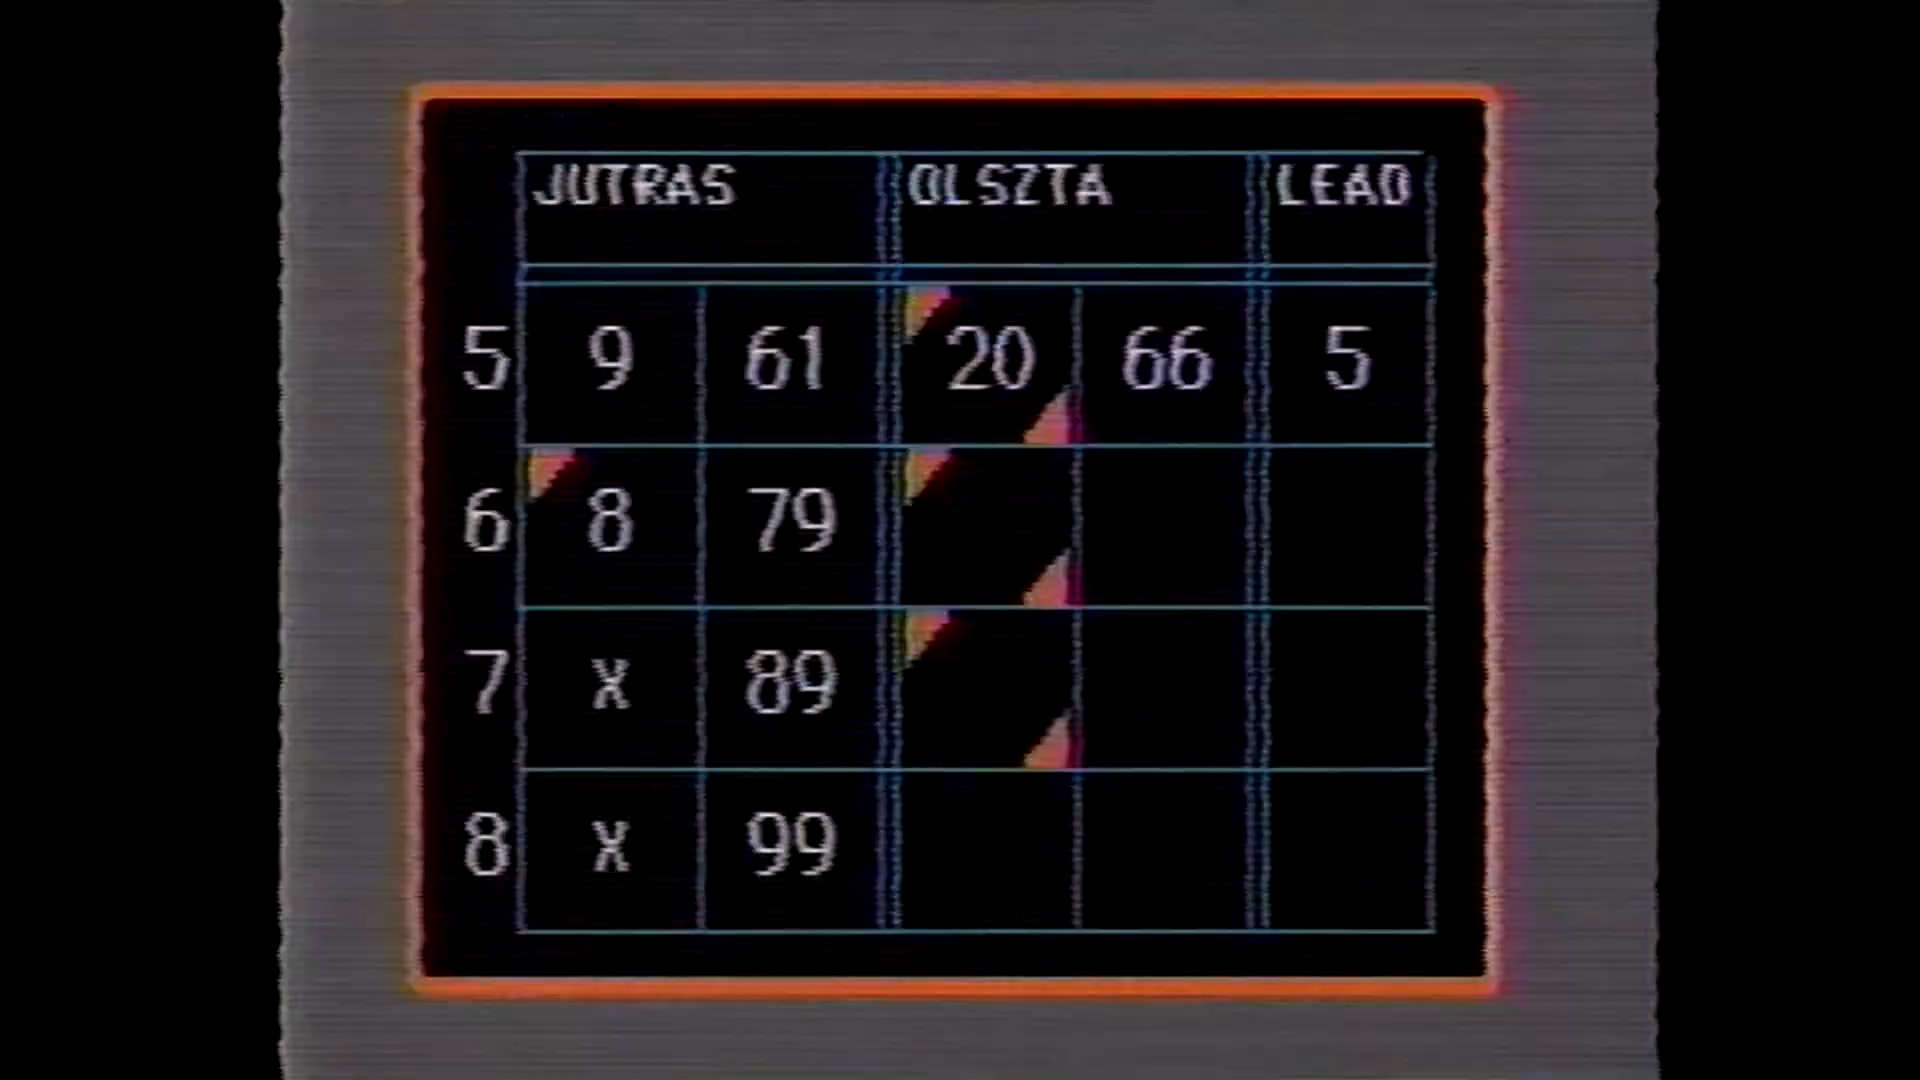 JUTRAS OLSZTA LEAD
5 9 61 20 66 5
6 8 79
7 x 89
8 x 99